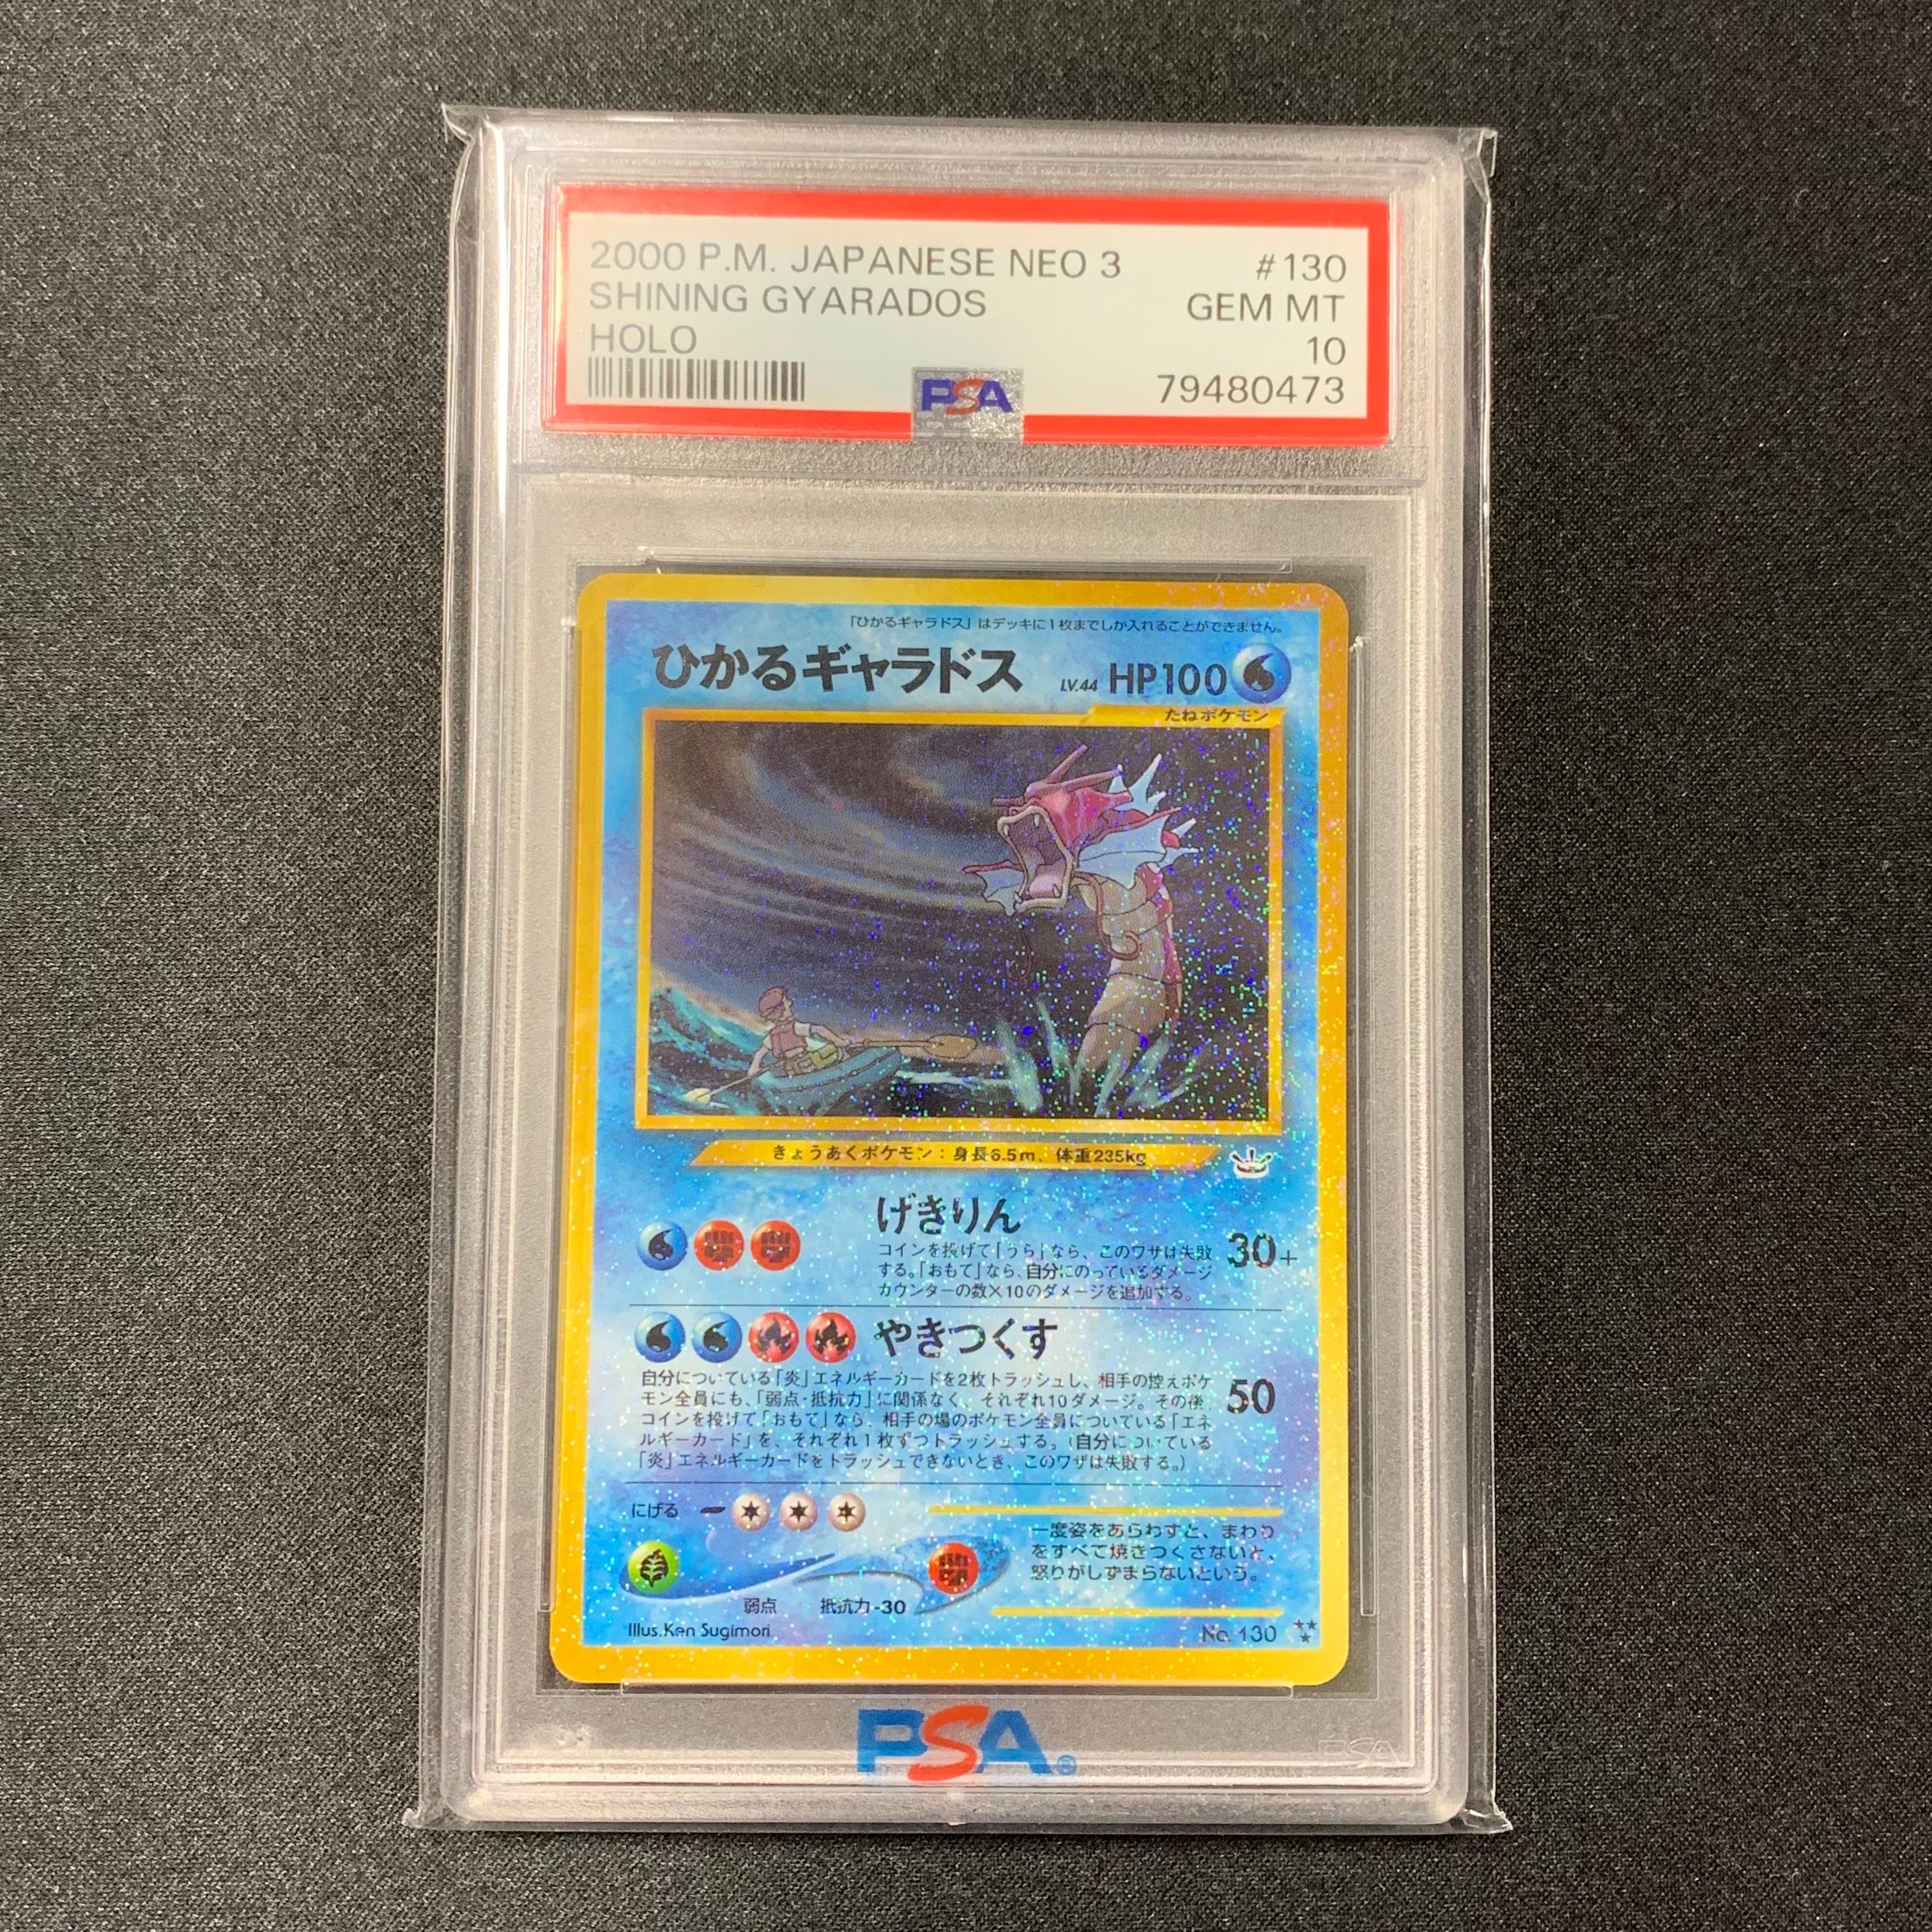 2000 P.M. JAPANESE NEO 3 #130
SHINING GYARADOS GEM MT
HOLO 10
PSA 79480473
「ひかるギャラドス」はデッキに1枚までしか入れることができません。
ひかるギャラドス LV.44 HP100
たねポケモン
きょうあくポケモン：身長6.5m、体重235kg
げきりん
コインを投げて「うら」なら、このワザは失敗
する。「おもて」なら、自分にのっているダメージ
カウンターの数×10のダメージを追加する。
30+
やきつくす
自分についている「炎」エネルギーカードを2枚トラッシュし、相手の控えポケ
モン全員にも、「弱点・抵抗力」に関係なく、それぞれ10ダメージ。その後
コインを投げて「おもて」なら、相手の場のポケモン全員についている「エネ
ルギーカード」を、それぞれ1枚ずつトラッシュする。（自分についている
「炎」エネルギーカードをトラッシュできないとき、このワザは失敗する。）
50
にげる
一度姿をあらわすと、まわり
をすべて焼きつくさないと、
怒りがしずまらないという。
弱点 抵抗力-30
Illus.Ken Sugimori No.130
PSA®
PSA